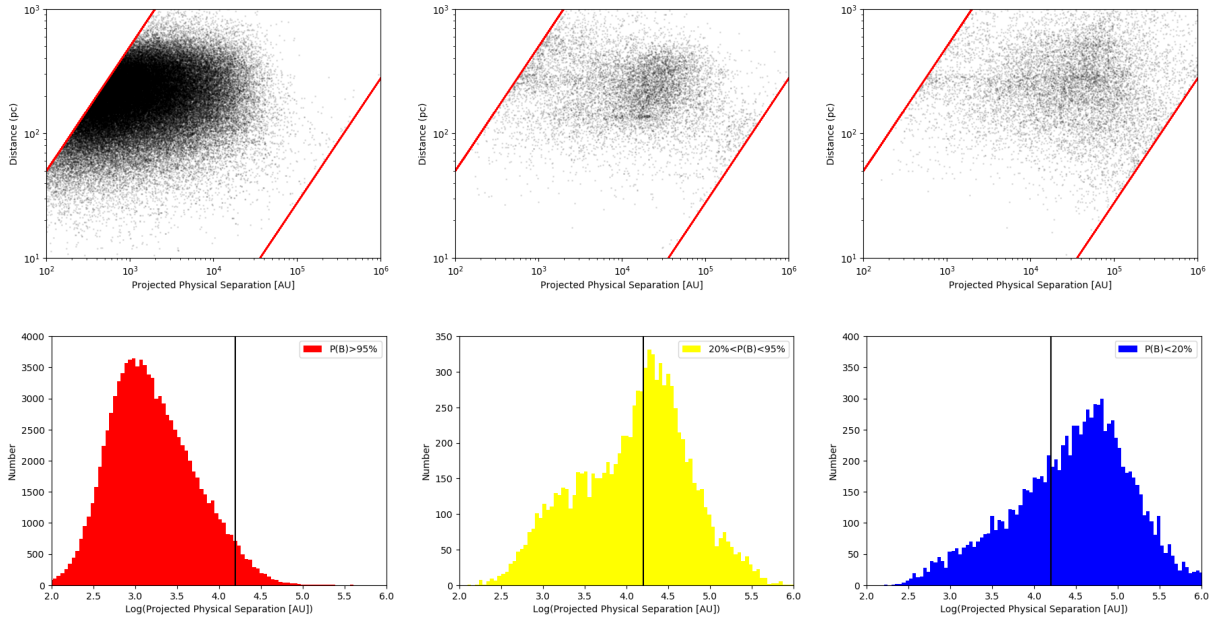 10³
10²
10¹
Distance (pc)
10² 10³ 10⁴ 10⁵ 10⁶
Projected Physical Separation [AU]
10³
10²
10¹
Distance (pc)
10² 10³ 10⁴ 10⁵ 10⁶
Projected Physical Separation [AU]
10³
10²
10¹
Distance (pc)
10² 10³ 10⁴ 10⁵ 10⁶
Projected Physical Separation [AU]
4000
3500
3000
2500
2000
1500
1000
500
0
Number
P(B)>95%
2.0 2.5 3.0 3.5 4.0 4.5 5.0 5.5 6.0
Log(Projected Physical Separation [AU])
350
300
250
200
150
100
50
0
Number
20%<P(B)<95%
2.0 2.5 3.0 3.5 4.0 4.5 5.0 5.5 6.0
Log(Projected Physical Separation [AU])
400
350
300
250
200
150
100
50
0
Number
P(B)<20%
2.0 2.5 3.0 3.5 4.0 4.5 5.0 5.5 6.0
Log(Projected Physical Separation [AU])